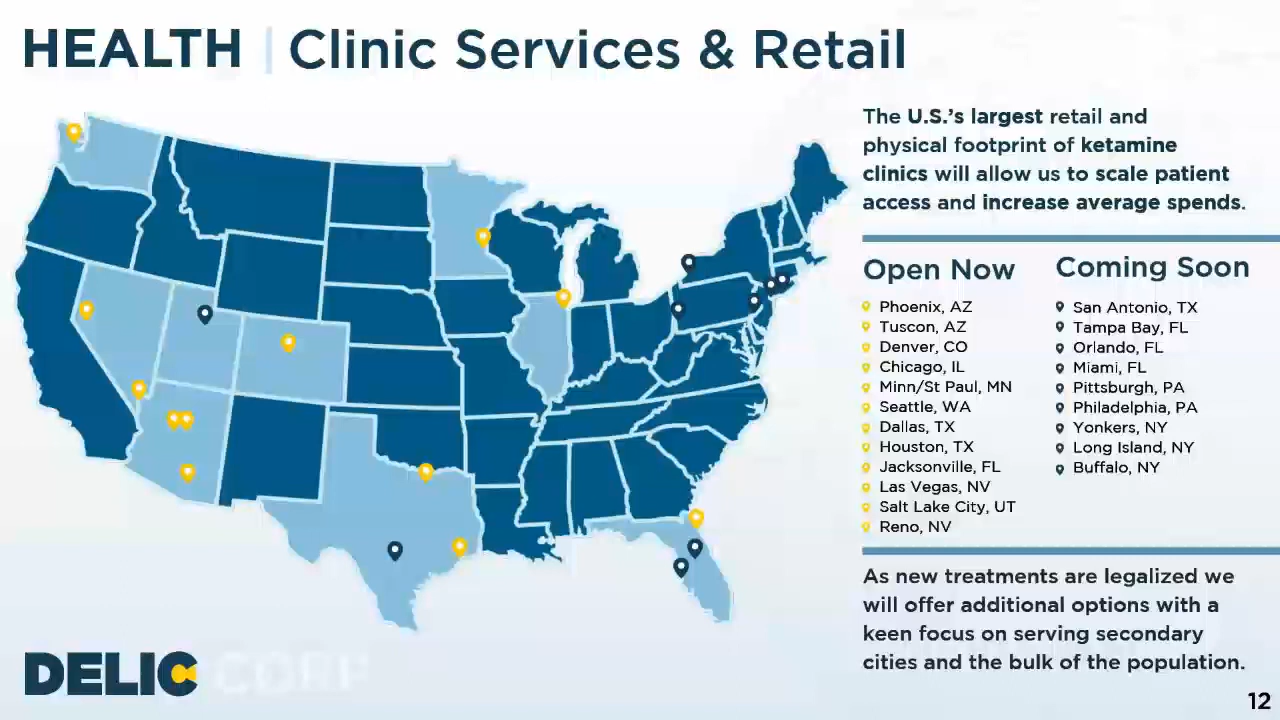 HEALTH | Clinic Services & Retail
The U.S.'s largest retail and
physical footprint of ketamine
clinics will allow us to scale patient
access and increase average spends.
Open Now
Phoenix, AZ
Tuscon, AZ
Denver, CO
Chicago, IL
Minn/St Paul, MN
Seattle, WA
Dallas, TX
Houston, TX
Jacksonville, FL
Las Vegas, NV
Salt Lake City, UT
Reno, NV
Coming Soon
San Antonio, TX
Tampa Bay, FL
Orlando, FL
Miami, FL
Pittsburgh, PA
Philadelphia, PA
Yonkers, NY
Long Island, NY
Buffalo, NY
As new treatments are legalized we
will offer additional options with a
keen focus on serving secondary
cities and the bulk of the population.
DELIC CORP
12